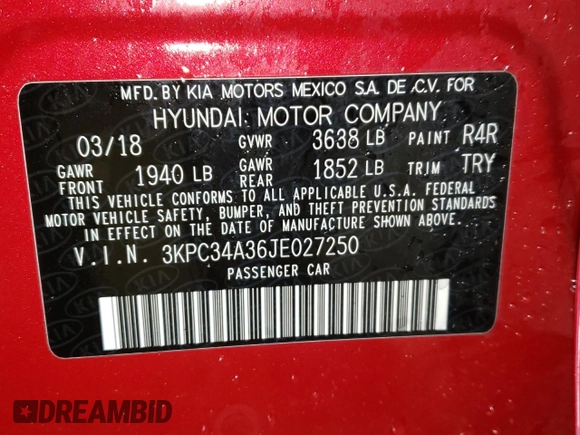 MFD. BY KIA MOTORS MEXICO S.A. DE .C.V. FOR
HYUNDAI MOTOR COMPANY
03/18 GVWR 3638 LB PAINT R4R
GAWR FRONT 1940 LB GAWR REAR 1852 LB TRIM TRY
THIS VEHICLE CONFORMS TO ALL APPLICABLE U.S.A. FEDERAL
MOTOR VEHICLE SAFETY, BUMPER, AND THEFT PREVENTION STANDARDS
IN EFFECT ON THE DATE OF MANUFACTURE SHOWN ABOVE.
V.I.N. 3KPC34A36JE027250
PASSENGER CAR
DREAMBID